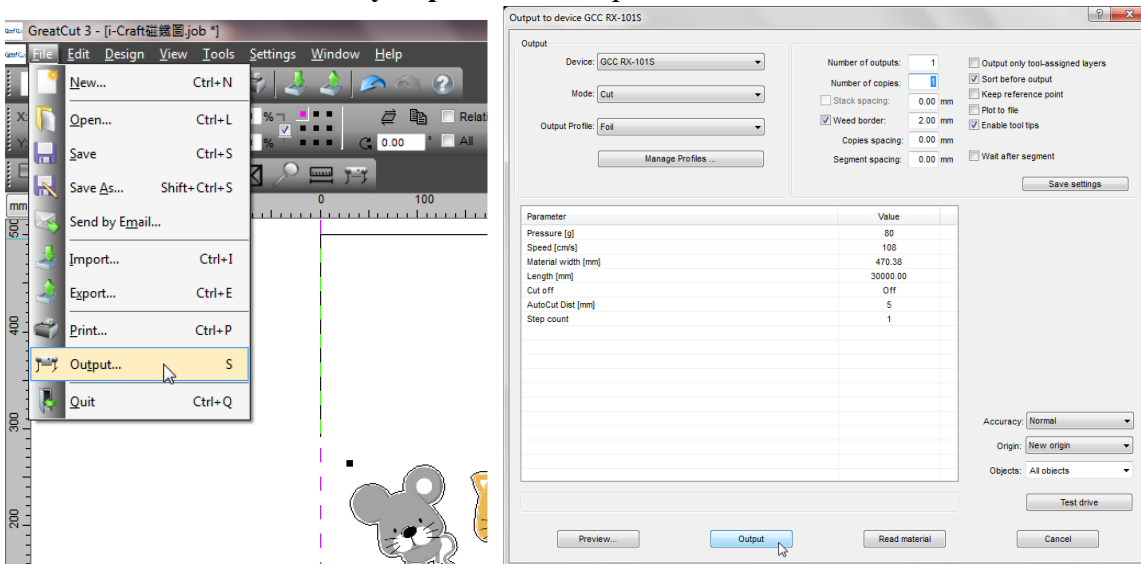 GreatCut 3 - [i-Craft磁鐵圖.job *]
File Edit Design View Tools Settings Window Help
New... Ctrl+N
Open... Ctrl+L
Save Ctrl+S
Save As... Shift+Ctrl+S
Send by Email...
Import... Ctrl+I
Export... Ctrl+E
Print... Ctrl+P
Output... S
Quit Ctrl+Q
X:
Y:
%
%
0.00 °
Relati
All
mm
0 100
500
400
300
200
Output to device GCC RX-101S
Output
Device: GCC RX-101S
Mode: Cut
Output Profile: Foil
Manage Profiles ...
Number of outputs: 1
Number of copies: 1
Stack spacing: 0.00 mm
Weed border: 2.00 mm
Copies spacing: 0.00 mm
Segment spacing: 0.00 mm
Output only tool-assigned layers
Sort before output
Keep reference point
Plot to file
Enable tool tips
Wait after segment
Save settings
Parameter Value
Pressure [g] 80
Speed [cm/s] 108
Material width [mm] 470.38
Length [mm] 30000.00
Cut off Off
AutoCut Dist [mm] 5
Step count 1
Accuracy: Normal
Origin: New origin
Objects: All objects
Test drive
Preview... Output Read material Cancel